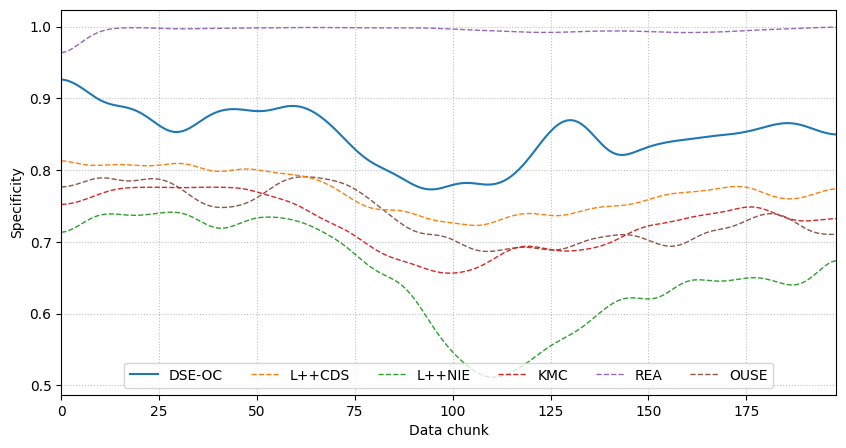 Specificity
1.0
0.9
0.8
0.7
0.6
0.5
DSE-OC L++CDS L++NIE KMC REA OUSE
0 25 50 75 100 125 150 175
Data chunk